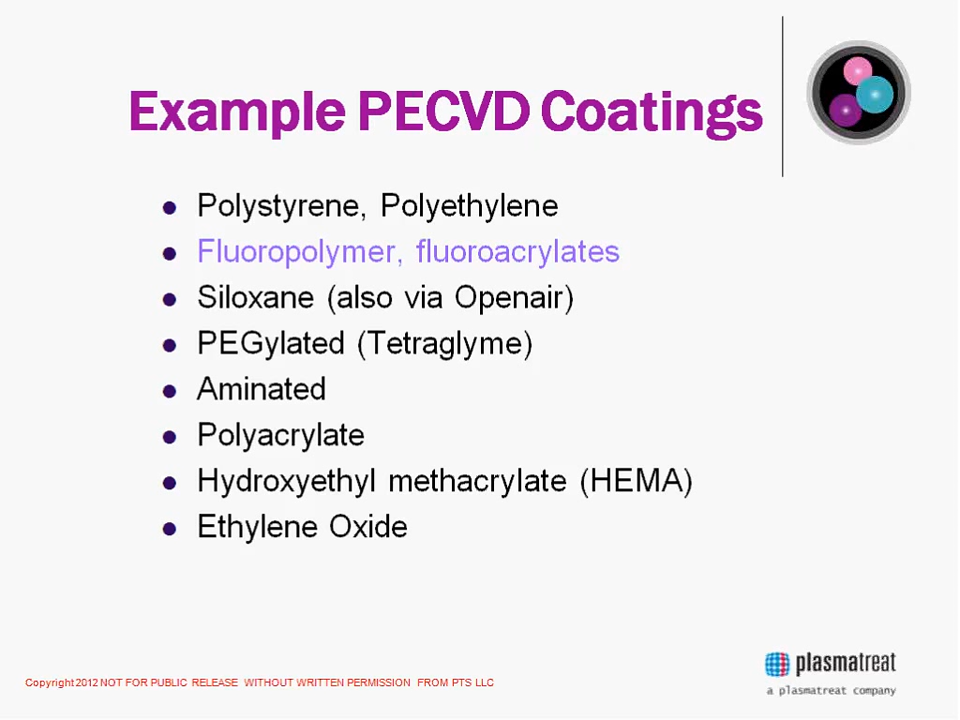 Example PECVD Coatings
Polystyrene, Polyethylene
Fluoropolymer, fluoroacrylates
Siloxane (also via Openair)
PEGylated (Tetraglyme)
Aminated
Polyacrylate
Hydroxyethyl methacrylate (HEMA)
Ethylene Oxide
plasmatreat
a plasmatreat company
Copyright 2012 NOT FOR PUBLIC RELEASE WITHOUT WRITTEN PERMISSION FROM PTS LLC